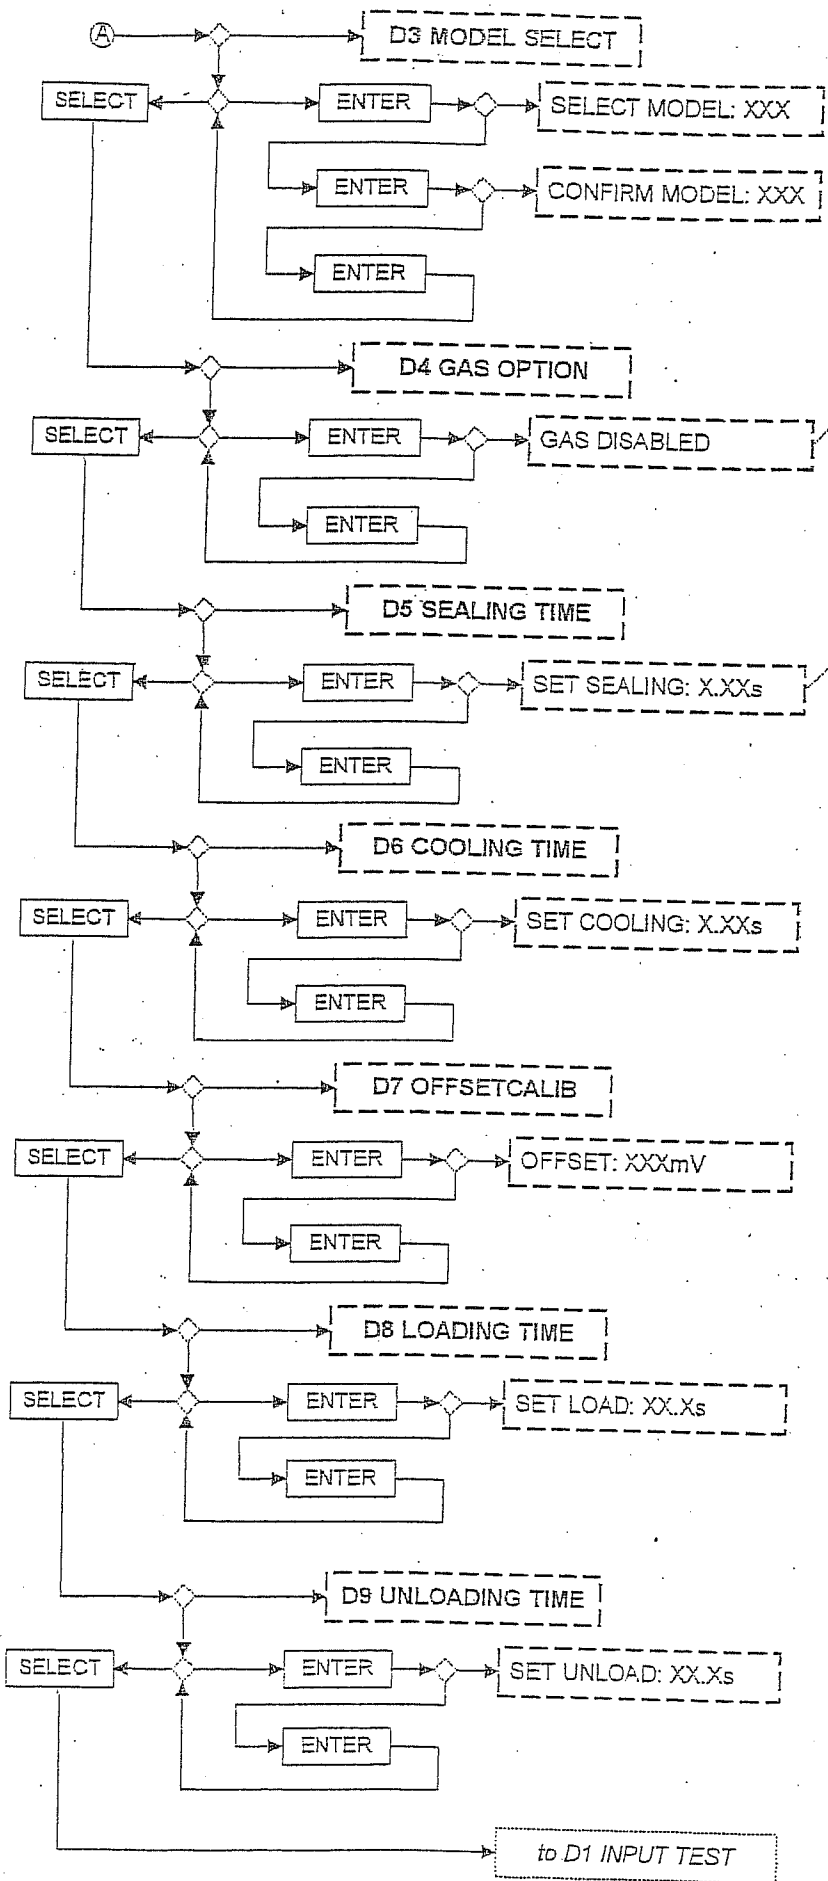 A
D3 MODEL SELECT
SELECT
ENTER
SELECT MODEL: XXX
ENTER
CONFIRM MODEL: XXX
ENTER
D4 GAS OPTION
SELECT
ENTER
GAS DISABLED
ENTER
D5 SEALING TIME
SELECT
ENTER
SET SEALING: X.XXs
ENTER
D6 COOLING TIME
SELECT
ENTER
SET COOLING: X.XXs
ENTER
D7 OFFSETCALIB
SELECT
ENTER
OFFSET: XXXmV
ENTER
D8 LOADING TIME
SELECT
ENTER
SET LOAD: XX.Xs
ENTER
D9 UNLOADING TIME
SELECT
ENTER
SET UNLOAD: XX.Xs
ENTER
to D1 INPUT TEST